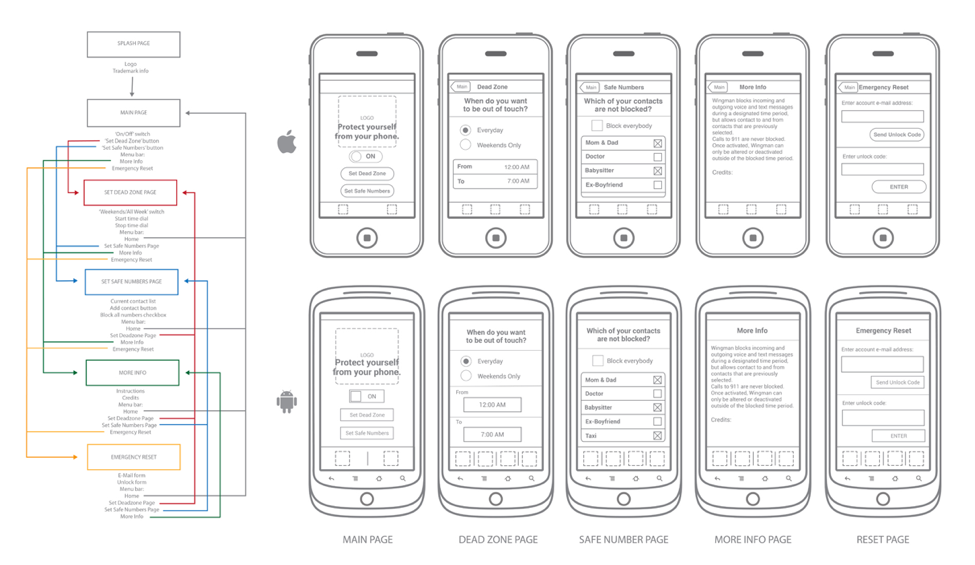 SPLASH PAGE
Logo
Trademark info
MAIN PAGE
'On/Off' switch
'Set Dead Zone' button
'Set Safe Numbers' button
Menu bar:
More Info
Emergency Reset
SET DEAD ZONE PAGE
'Weekends/All Week' switch
Start time dial
Stop time dial
Menu bar:
Home
Set Safe Numbers Page
More Info
Emergency Reset
SET SAFE NUMBERS PAGE
Current contact list
Add contact button
Block all numbers checkbox
Menu bar:
Home
Set Deadzone Page
More Info
Emergency Reset
MORE INFO
Instructions
Credits
Menu bar:
Home
Set Deadzone Page
Set Safe Numbers Page
Emergency Reset
EMERGENCY RESET
E-Mail form
Unlock form
Menu bar:
Home
Set Deadzone Page
Set Safe Numbers Page
More Info
LOGO
Protect yourself
from your phone.
ON
Set Dead Zone
Set Safe Numbers
Main
Dead Zone
When do you want
to be out of touch?
Everyday
Weekends Only
From 12:00 AM
To 7:00 AM
Main
Safe Numbers
Which of your contacts
are not blocked?
Block everybody
Mom & Dad
Doctor
Babysitter
Ex-Boyfriend
Main
More Info
Wingman blocks incoming and
outgoing voice and text messages
during a designated time period,
but allows contact to and from
contacts that are previously
selected.
Calls to 911 are never blocked.
Once activated, Wingman can
only be altered or deactivated
outside of the blocked time period.
Credits:
Main
Emergency Reset
Enter account e-mail address:
Send Unlock Code
Enter unlock code:
ENTER
LOGO
Protect yourself
from your phone.
ON
Set Dead Zone
Set Safe Numbers
When do you want
to be out of touch?
Everyday
Weekends Only
From
12:00 AM
To
7:00 AM
Which of your contacts
are not blocked?
Block everybody
Mom & Dad
Doctor
Babysitter
Ex-Boyfriend
Taxi
More Info
Wingman blocks incoming and
outgoing voice and text messages
during a designated time period,
but allows contact to and from
contacts that are previously
selected.
Calls to 911 are never blocked.
Once activated, Wingman can
only be altered or deactivated
outside of the blocked time period.
Credits:
Emergency Reset
Enter account e-mail address:
Send Unlock Code
Enter unlock code:
ENTER
MAIN PAGE
DEAD ZONE PAGE
SAFE NUMBER PAGE
MORE INFO PAGE
RESET PAGE